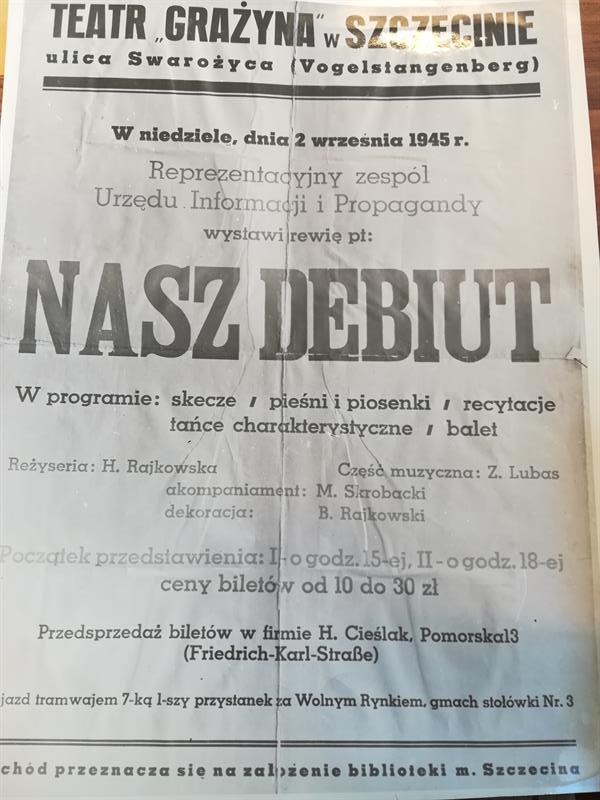 TEATR „GRAŻYNA" w SZCZECINIE
ulica Swarożyca (Vogelstangenberg)
W niedziele, dnia 2 września 1945 r.
Reprezentacyjny zespól
Urzędu Informacji i Propagandy
wystawi rewię pt:
NASZ DEBIUT
W programie: skecze / pieśni i piosenki / recytacje
tańce charakterystyczne / balet
Reżyseria: H. Rajkowska Część muzyczna: Z. Lubas
akompaniament: M. Skrobacki
dekoracja: B. Rajkowski
Początek przedstawienia: I-o godz. 15-ej, II-o godz. 18-ej
ceny biletów od 10 do 30 zł
Przedsprzedaż biletów w firmie H. Cieślak, Pomorska13
(Friedrich-Karl-Straße)
jazd tramwajem 7-ką 1-szy przystanek za Wolnym Rynkiem, gmach stolówki Nr. 3
chód przeznacza się na założenie biblioteki m. Szczecina